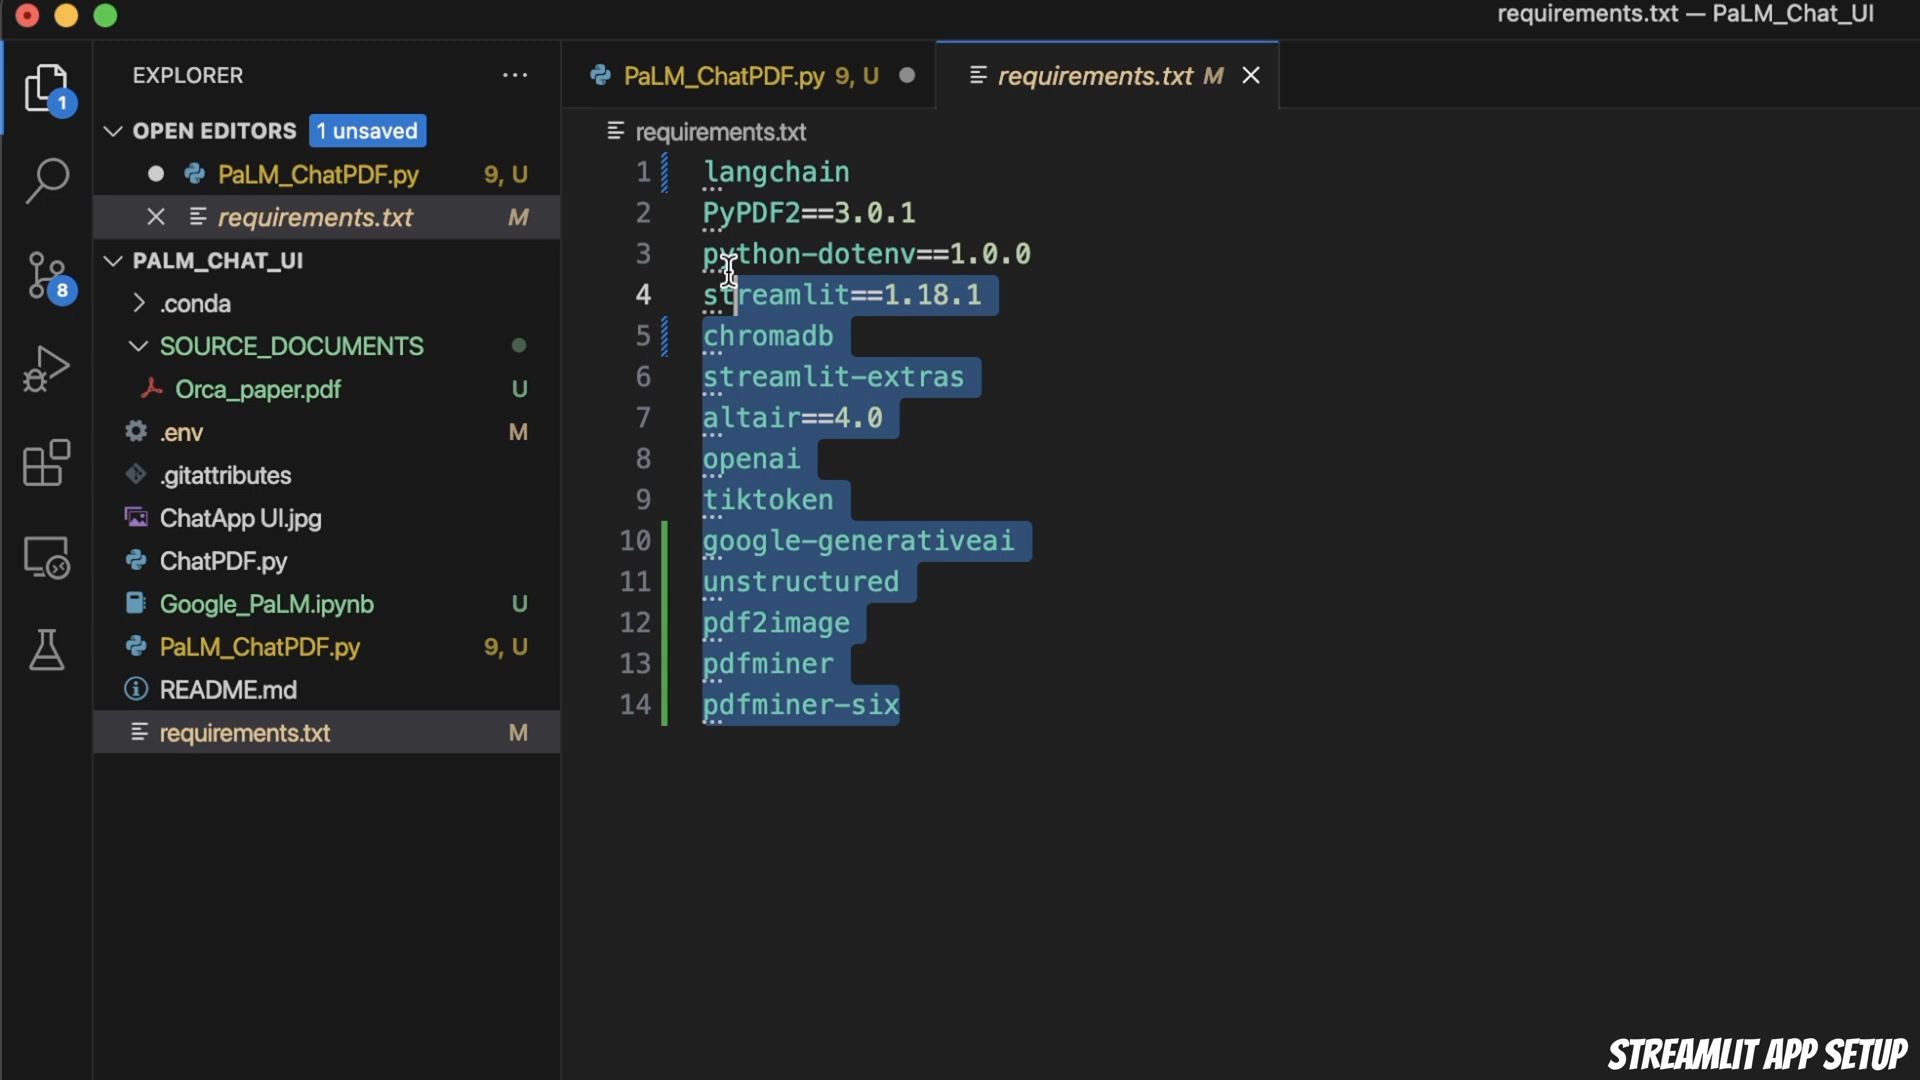 requirements.txt — PaLM_Chat_UI
1
8
EXPLORER
OPEN EDITORS 1 unsaved
PaLM_ChatPDF.py 9, U
requirements.txt M
PALM_CHAT_UI
.conda
SOURCE_DOCUMENTS
Orca_paper.pdf U
.env M
.gitattributes
ChatApp UI.jpg
ChatPDF.py
Google_PaLM.ipynb U
PaLM_ChatPDF.py 9, U
README.md
requirements.txt M
PaLM_ChatPDF.py 9, U
requirements.txt M
requirements.txt
1 langchain
2 PyPDF2==3.0.1
3 python-dotenv==1.0.0
4 streamlit==1.18.1
5 chromadb
6 streamlit-extras
7 altair==4.0
8 openai
9 tiktoken
10 google-generativeai
11 unstructured
12 pdf2image
13 pdfminer
14 pdfminer-six
STREAMLIT APP SETUP